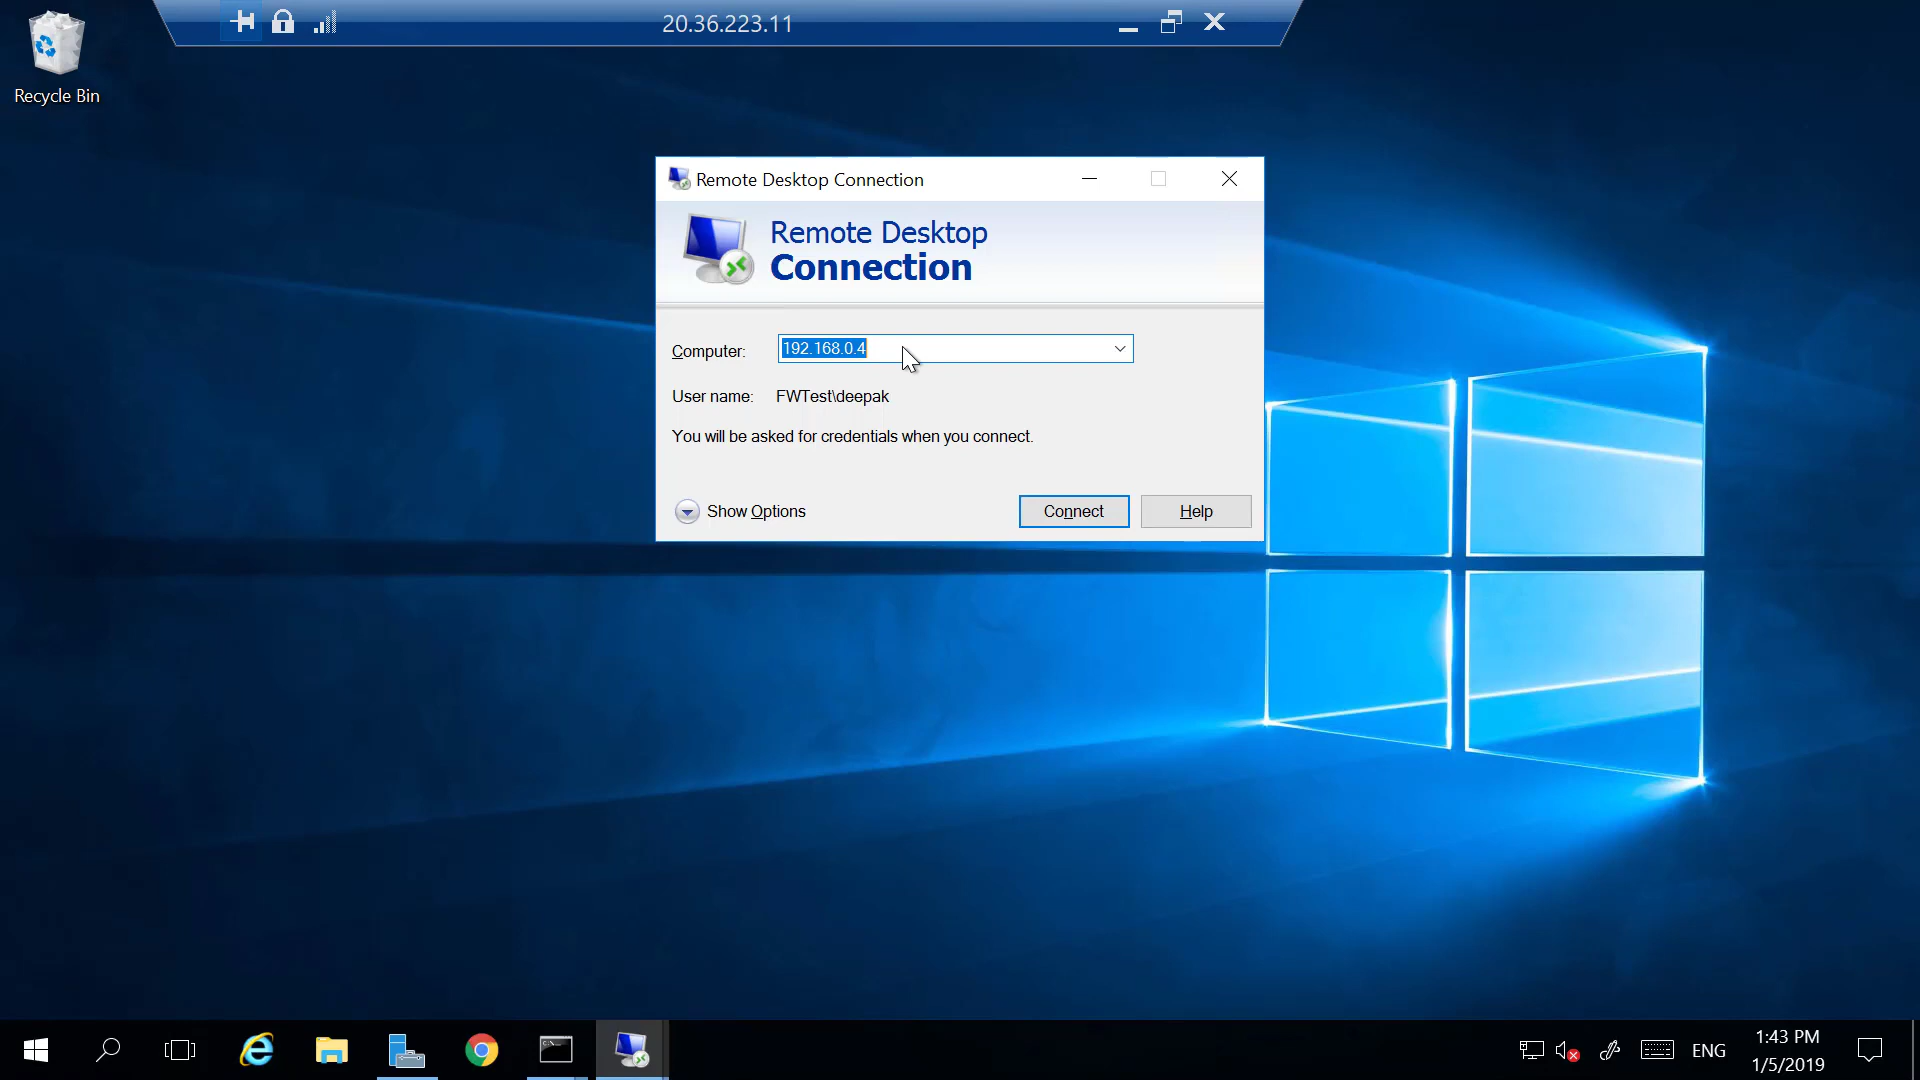 20.36.223.11
Recycle Bin
Remote Desktop Connection
Remote Desktop
Connection
Computer: 192.168.0.4
User name: FWTest\deepak
You will be asked for credentials when you connect.
Show Options Connect Help
ENG
1:43 PM
1/5/2019